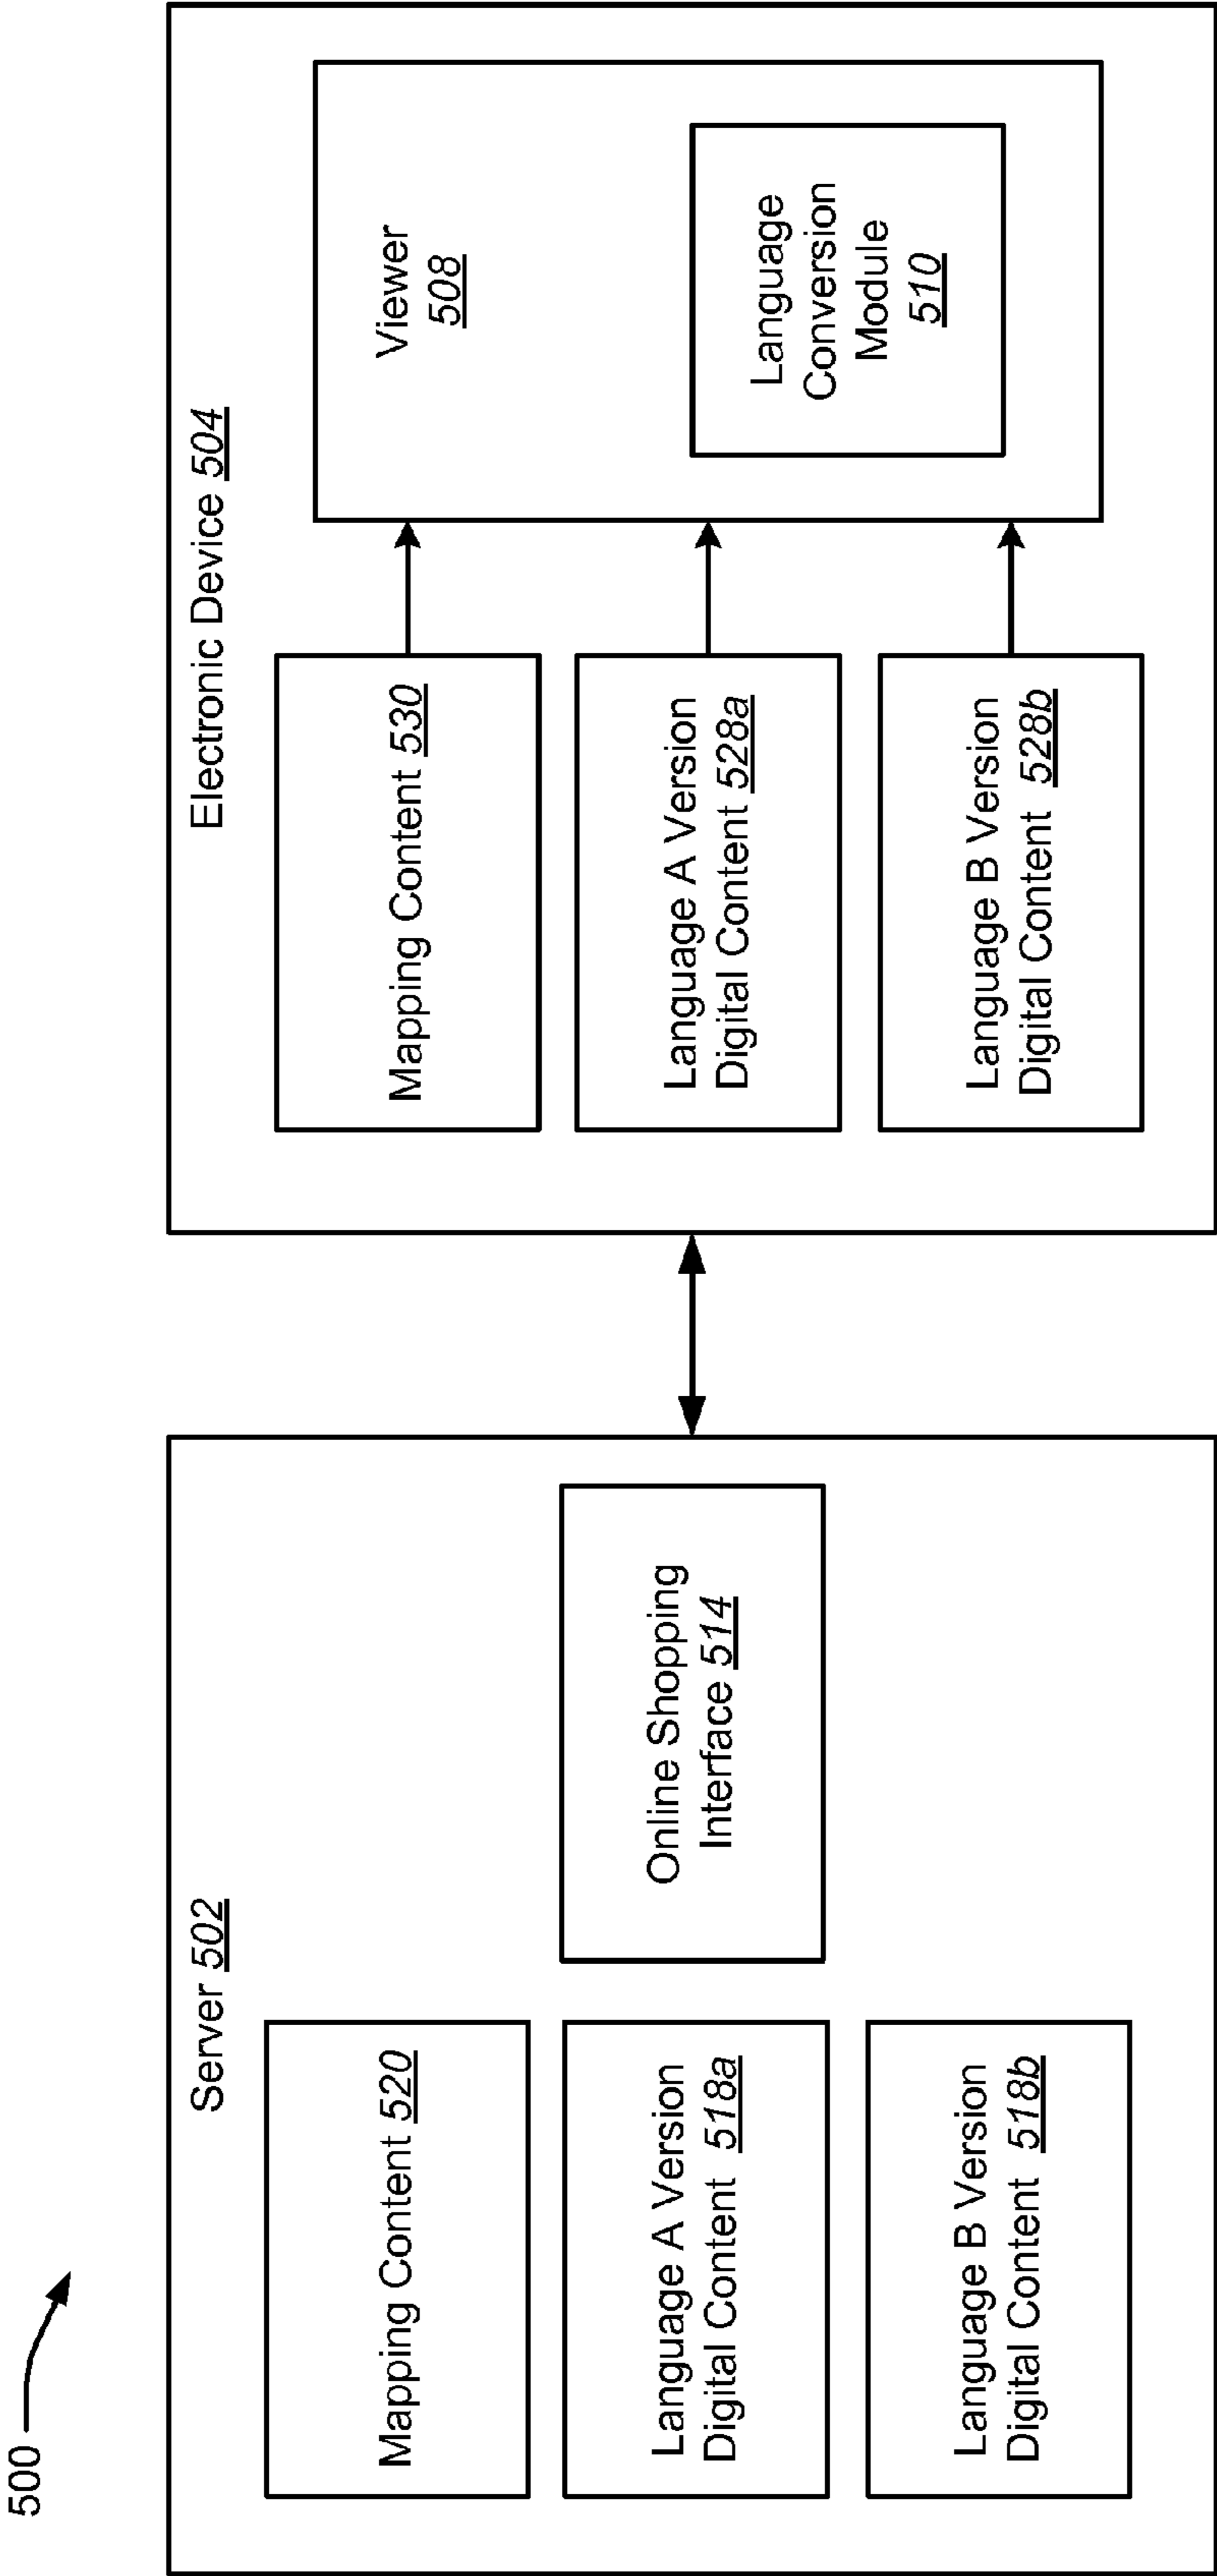 500
Server 502
Mapping Content 520
Language A Version
Digital Content 518a
Language B Version
Digital Content 518b
Online Shopping
Interface 514
Electronic Device 504
Mapping Content 530
Language A Version
Digital Content 528a
Language B Version
Digital Content 528b
Viewer
508
Language
Conversion
Module
510